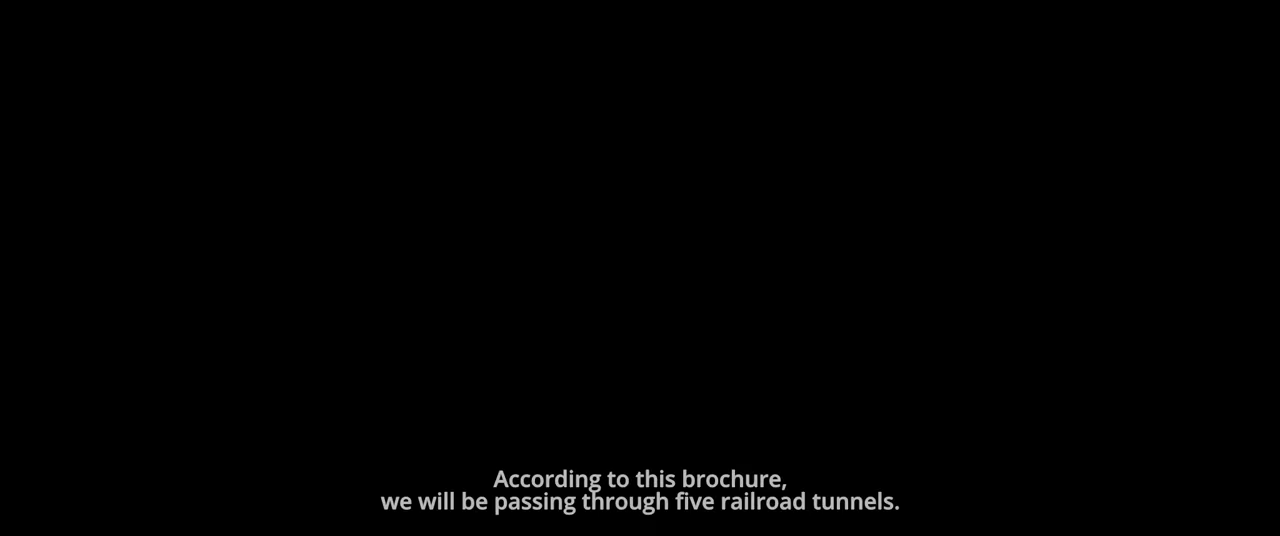 According to this brochure,
we will be passing through five railroad tunnels.